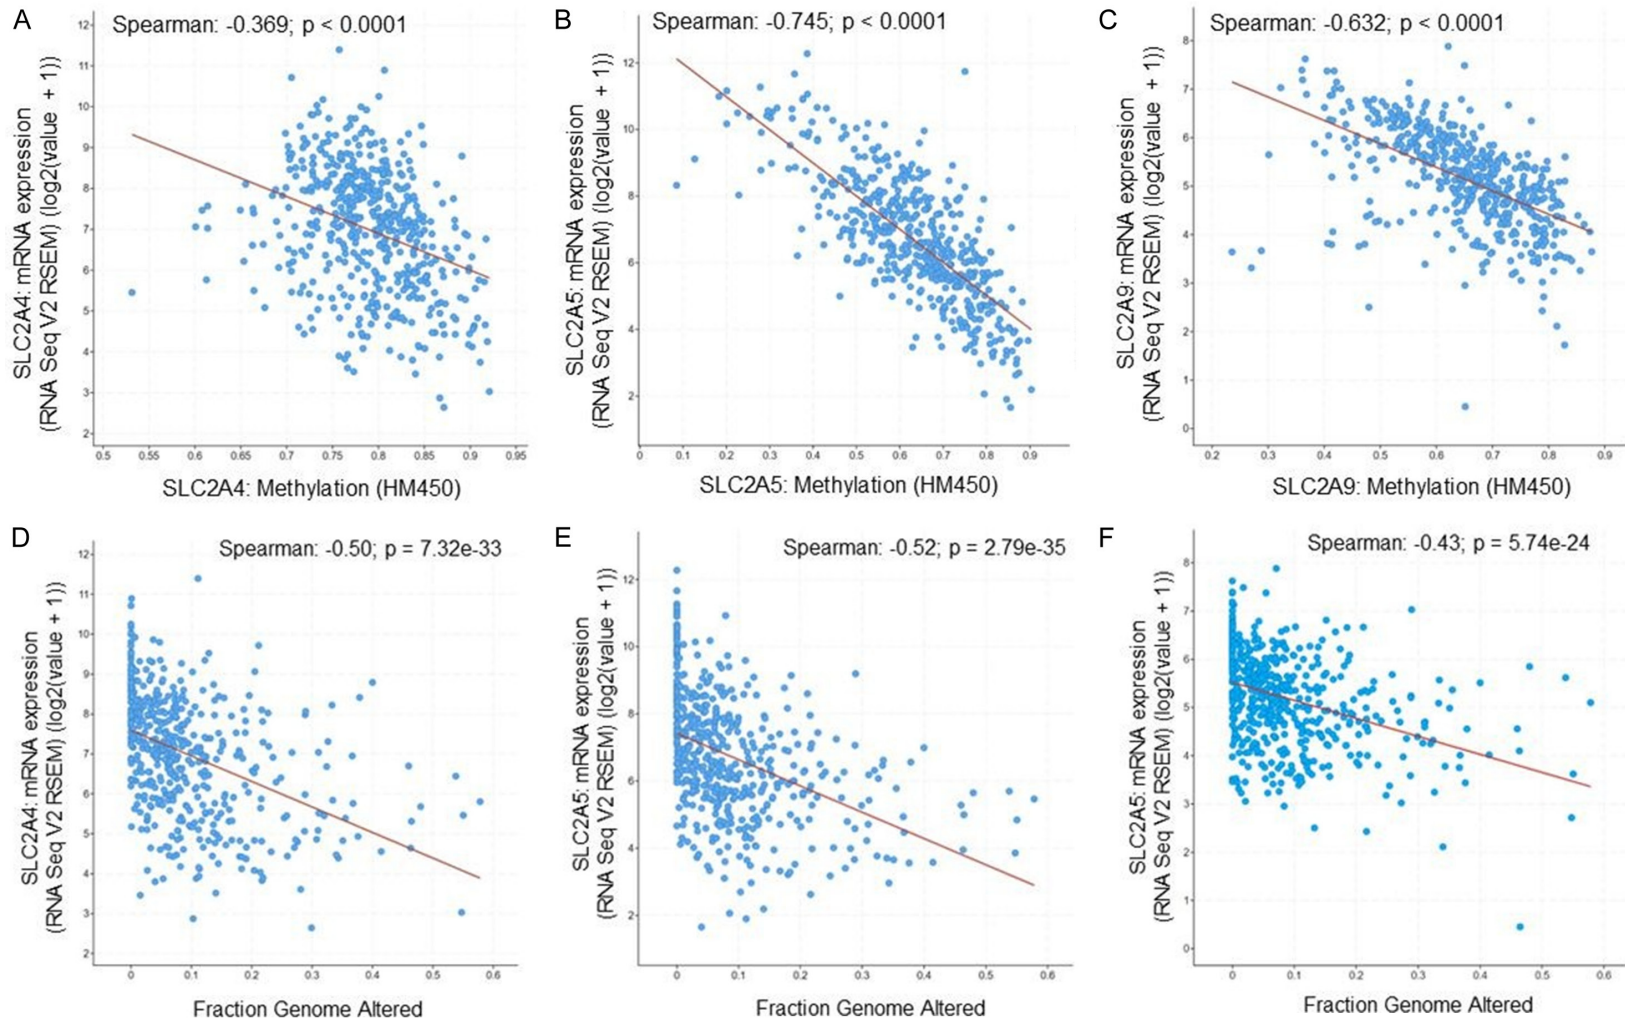 A
Spearman: -0.369; p < 0.0001
SLC2A4: mRNA expression
(RNA Seq V2 RSEM) (log2(value + 1))
12
11
10
9
8
7
6
5
4
3
2
0.5 0.55 0.6 0.65 0.7 0.75 0.8 0.85 0.9 0.95
SLC2A4: Methylation (HM450)
B
Spearman: -0.745; p < 0.0001
SLC2A5: mRNA expression
(RNA Seq V2 RSEM) (log2(value + 1))
12
10
8
6
4
2
0 0.1 0.2 0.3 0.4 0.5 0.6 0.7 0.8 0.9
SLC2A5: Methylation (HM450)
C
Spearman: -0.632; p < 0.0001
SLC2A9: mRNA expression
(RNA Seq V2 RSEM) (log2(value + 1))
8
7
6
5
4
3
2
1
0
0.2 0.3 0.4 0.5 0.6 0.7 0.8 0.9
SLC2A9: Methylation (HM450)
D
Spearman: -0.50; p = 7.32e-33
SLC2A4: mRNA expression
(RNA Seq V2 RSEM) (log2(value + 1))
12
11
10
9
8
7
6
5
4
3
2
0 0.1 0.2 0.3 0.4 0.5 0.6
Fraction Genome Altered
E
Spearman: -0.52; p = 2.79e-35
SLC2A5: mRNA expression
(RNA Seq V2 RSEM) (log2(value + 1))
12
10
8
6
4
2
0 0.1 0.2 0.3 0.4 0.5 0.6
Fraction Genome Altered
F
Spearman: -0.43; p = 5.74e-24
SLC2A5: mRNA expression
(RNA Seq V2 RSEM) (log2(value + 1))
8
7
6
5
4
3
2
1
0
0 0.1 0.2 0.3 0.4 0.5 0.6
Fraction Genome Altered